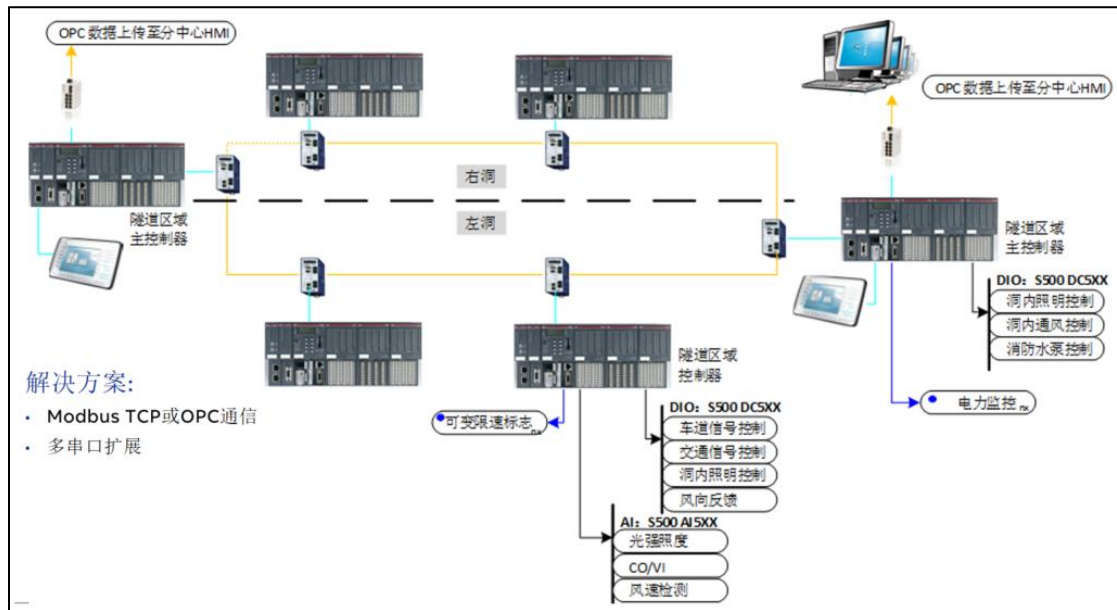 OPC 数据上传至分中心HMI
OPC 数据上传至分中心HMI
右洞
左洞
隧道区域
主控制器
隧道区域
主控制器
DIO：S500 DC5XX
洞内照明控制
洞内通风控制
消防水泵控制
电力监控 nx
隧道区域
控制器
可变限速标志 nx
DIO：S500 DC5XX
车道信号控制
交通信号控制
洞内照明控制
风向反馈
AI：S500 AI5XX
光强照度
CO/VI
风速检测
解决方案:
· Modbus TCP或OPC通信
· 多串口扩展